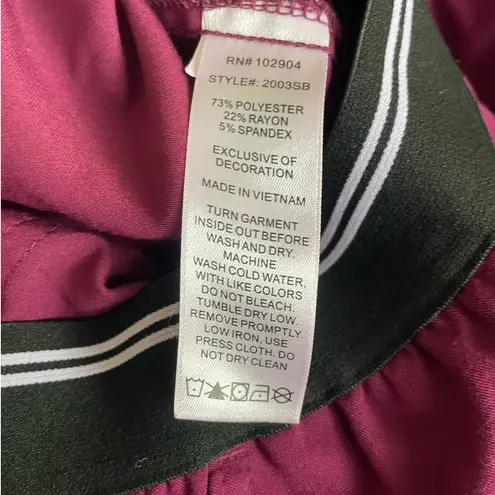 RN# 102904
STYLE#: 2003SB
73% POLYESTER
22% RAYON
5% SPANDEX
EXCLUSIVE OF
DECORATION
MADE IN VIETNAM
TURN GARMENT
INSIDE OUT BEFORE
WASH AND DRY.
MACHINE
WASH COLD WATER,
WITH LIKE COLORS
DO NOT BLEACH.
TUMBLE DRY LOW.
REMOVE PROMPTLY.
LOW IRON, USE
PRESS CLOTH. DO
NOT DRY CLEAN